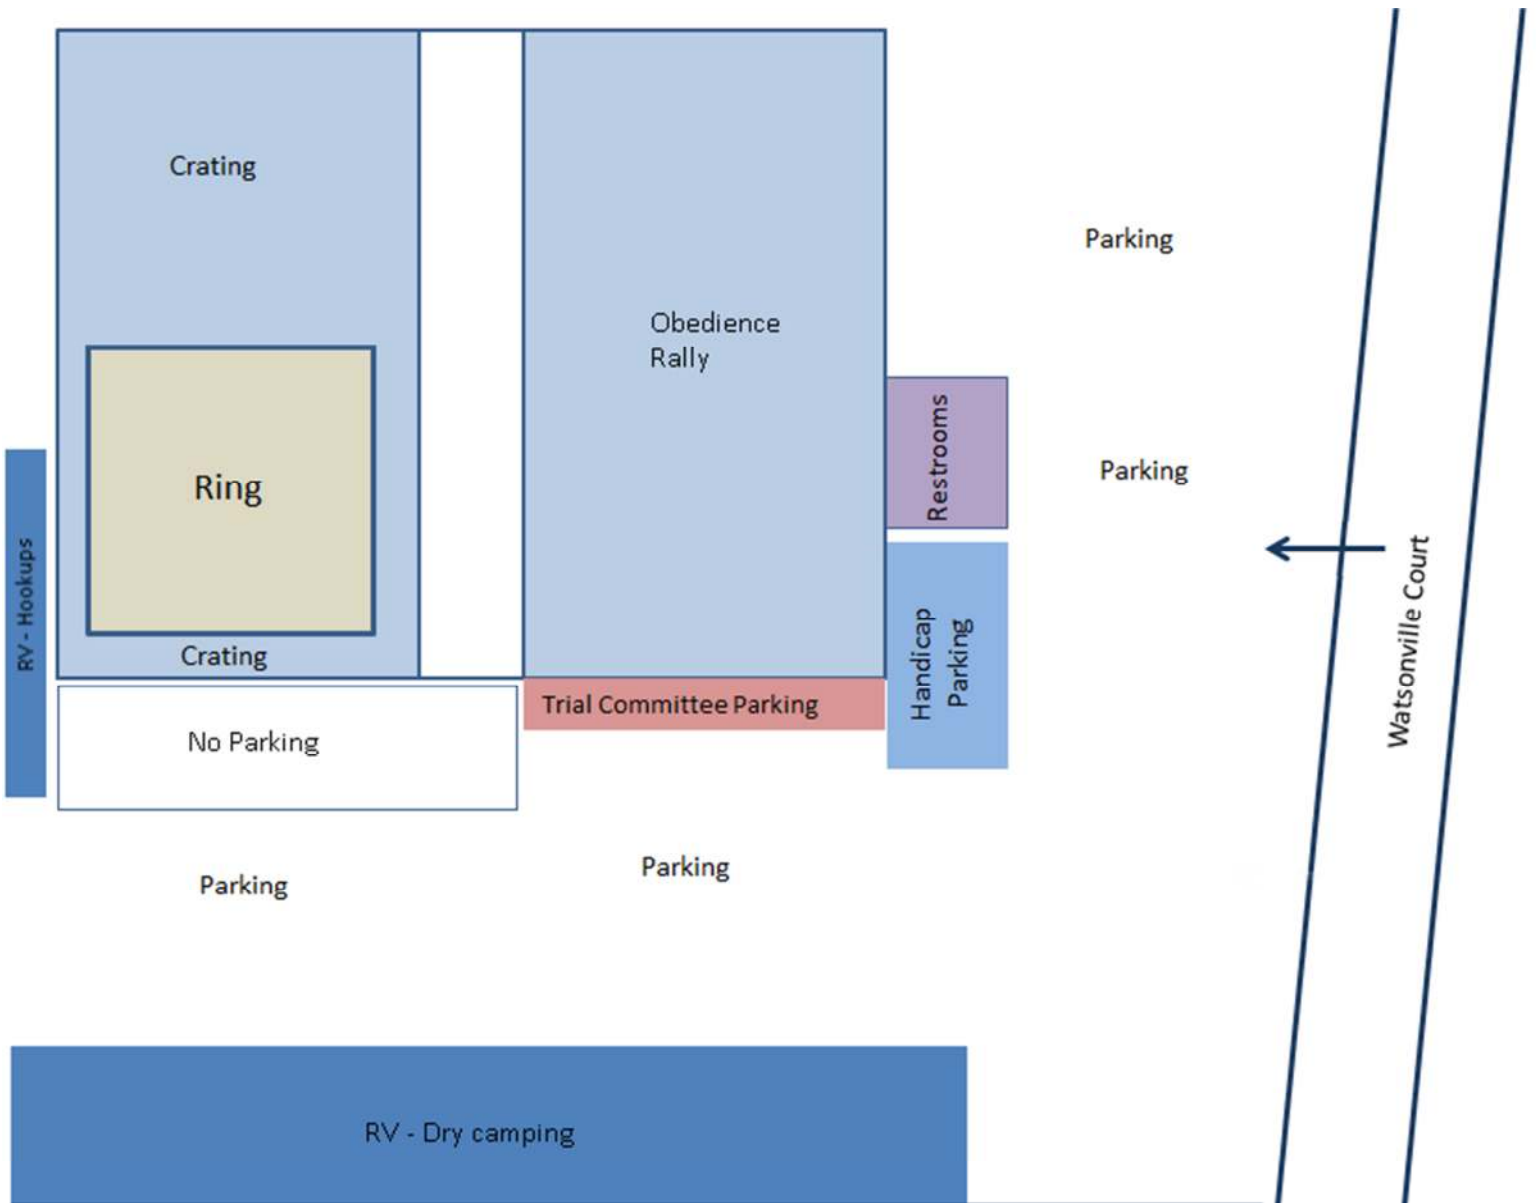 Crating
Parking
Obedience
Rally
Restrooms
Parking
Ring
RV - Hookups
Watsonville Court
Handicap
Parking
Crating
Trial Committee Parking
No Parking
Parking
Parking
RV - Dry camping